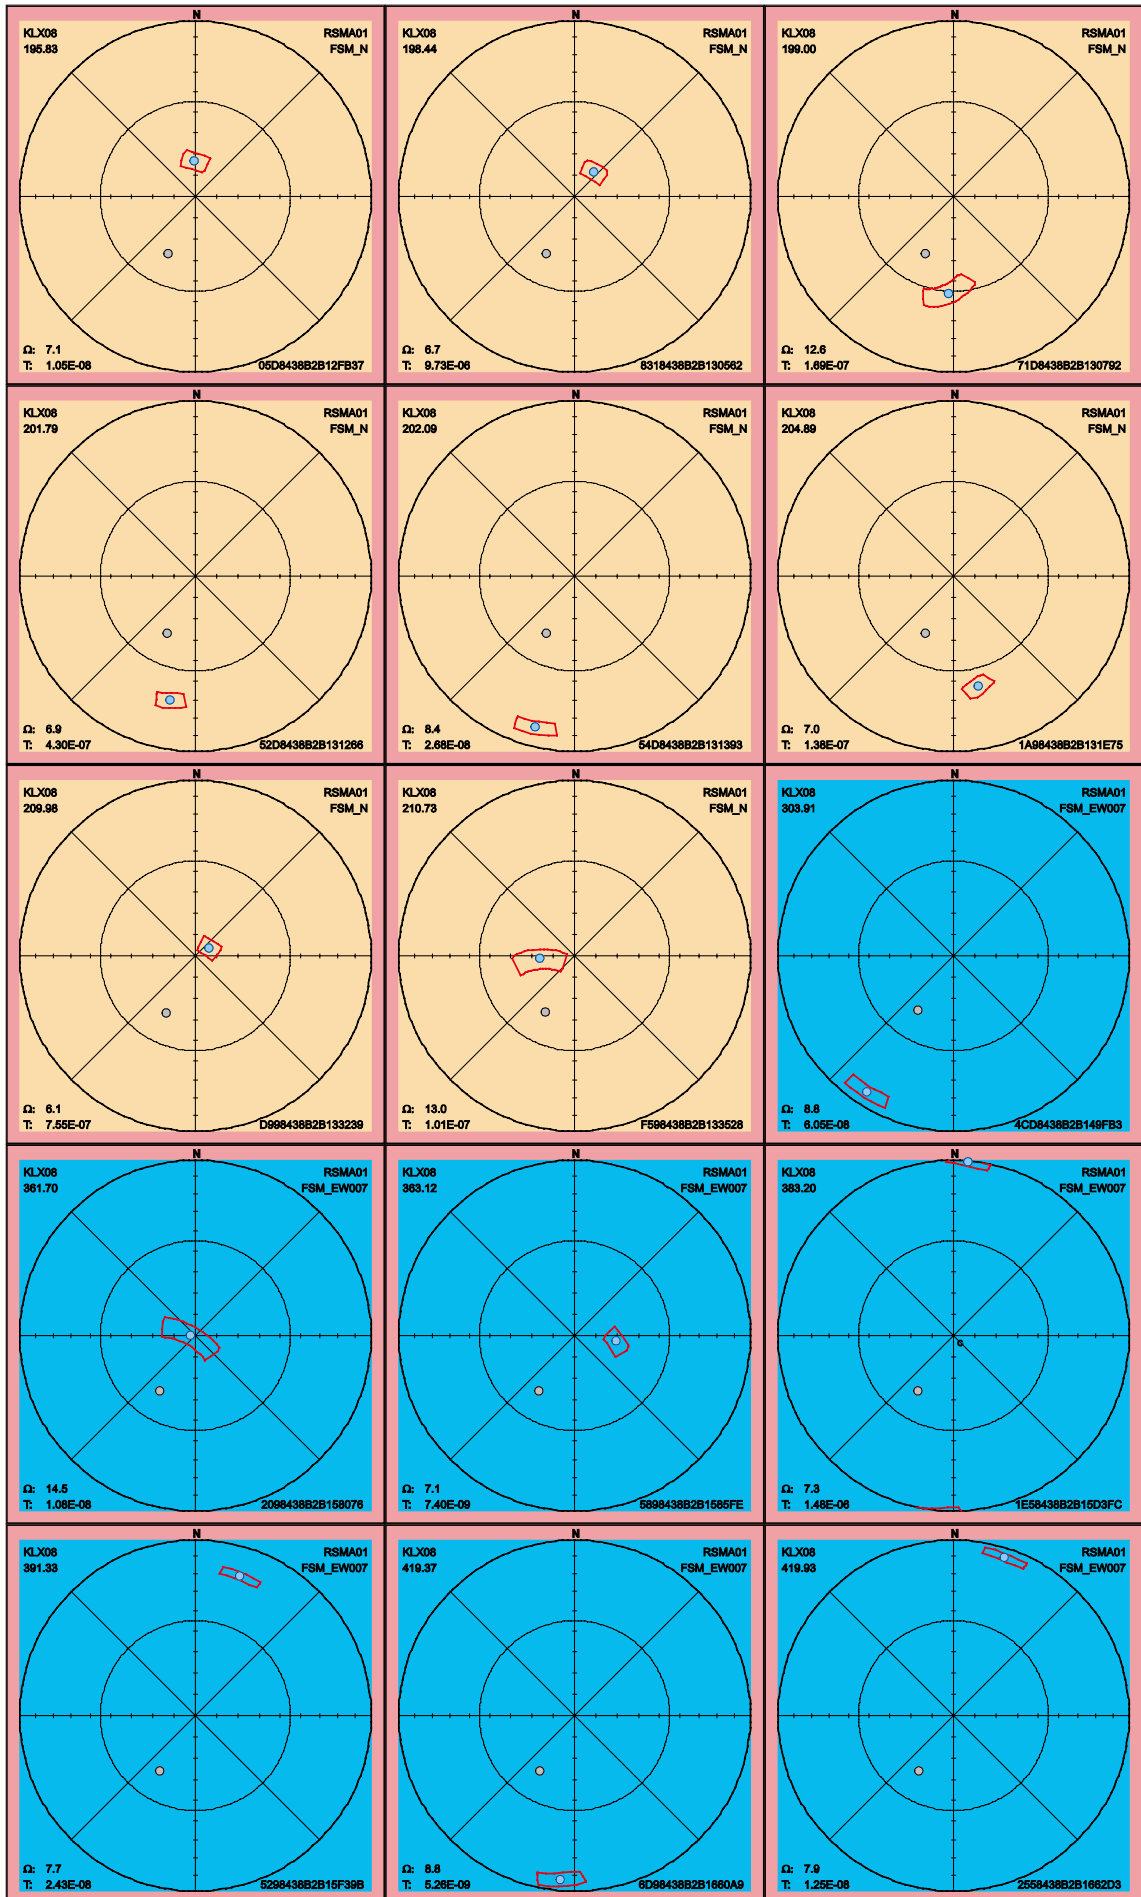 N
KLX08 RSMA01
195.83 FSM_N
Ω: 7.1
T: 1.05E-08 05D8438B2B12FB37
N
KLX08 RSMA01
198.44 FSM_N
Ω: 6.7
T: 9.73E-06 8318438B2B130562
N
KLX08 RSMA01
199.00 FSM_N
Ω: 12.6
T: 1.69E-07 71D8438B2B130792
N
KLX08 RSMA01
201.79 FSM_N
Ω: 6.9
T: 4.30E-07 52D8438B2B131266
N
KLX08 RSMA01
202.09 FSM_N
Ω: 8.4
T: 2.68E-08 54D8438B2B131393
N
KLX08 RSMA01
204.89 FSM_N
Ω: 7.0
T: 1.38E-07 1A98438B2B131E75
N
KLX08 RSMA01
209.98 FSM_N
Ω: 6.1
T: 7.55E-07 D998438B2B133239
N
KLX08 RSMA01
210.73 FSM_N
Ω: 13.0
T: 1.01E-07 F598438B2B133528
N
KLX08 RSMA01
303.91 FSM_EW007
Ω: 8.8
T: 6.05E-08 4CD8438B2B149FB3
N
KLX08 RSMA01
361.70 FSM_EW007
Ω: 14.5
T: 1.08E-08 2098438B2B158076
N
KLX08 RSMA01
363.12 FSM_EW007
Ω: 7.1
T: 7.40E-09 5898438B2B1585FE
N
KLX08 RSMA01
383.20 FSM_EW007
Ω: 7.3
T: 1.48E-06 1E58438B2B15D3FC
N
KLX08 RSMA01
391.33 FSM_EW007
Ω: 7.7
T: 2.43E-08 5298438B2B15F39B
N
KLX08 RSMA01
419.37 FSM_EW007
Ω: 8.8
T: 5.26E-09 6D98438B2B1660A9
N
KLX08 RSMA01
419.93 FSM_EW007
Ω: 7.9
T: 1.25E-08 2558438B2B1662D3